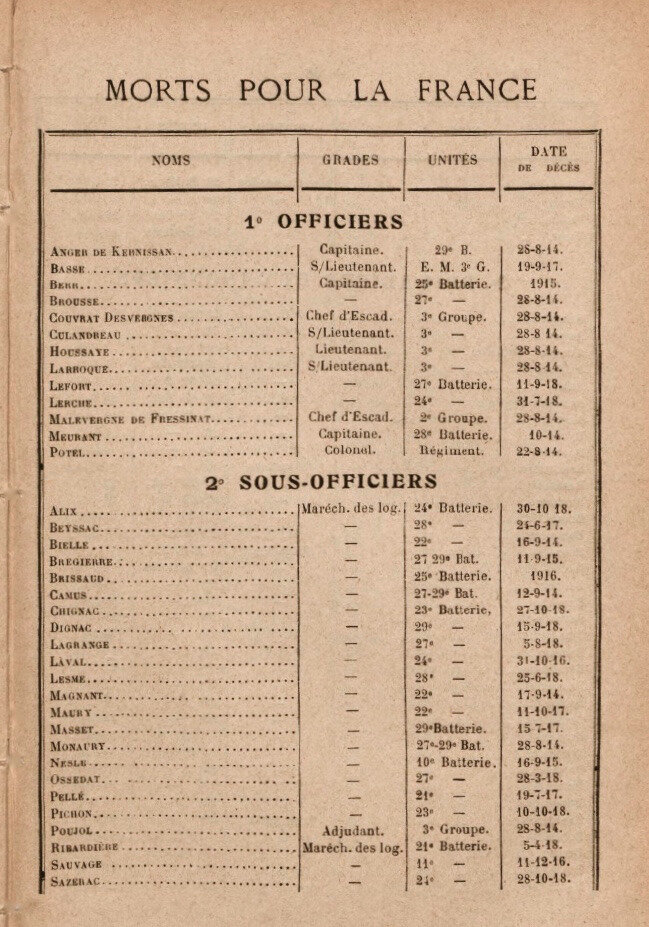 MORTS POUR LA FRANCE
NOMS GRADES UNITÉS DATE DE DÉCÈS
1º OFFICIERS
ANGER DE KERNISSAN Capitaine. 29e B. 28-8-14.
BASSE S/Lieutenant. E. M. 3e G. 19-9-17.
BERR Capitaine. 25e Batterie. 1915.
BROUSSE — 27e — 28-8-14.
COUVRAT DESVERGNES Chef d'Escad. 3e Groupe. 28-8-14.
CULANDREAU S/Lieutenant. 3e — 28-8 14.
HOUSSAYE Lieutenant. 3e — 28-8-14.
LARROQUE S/Lieutenant. 3e — 28-8 14.
LEFORT — 27e Batterie. 11-9-18.
LERCHE — 24e — 31-7-18.
MALEVERGNE DE FRESSINAT Chef d'Escad. 2e Groupe. 28-8-14.
MEURANT Capitaine. 28e Batterie. 10-14.
POTEL Colonel. Régiment. 22-8-14.
2º SOUS-OFFICIERS
ALIX Maréch. des log. 24e Batterie. 30-10 18.
BEYSSAC — 28e — 24-6-17.
BIELLE — 22e — 16-9-14.
BREGIERRE — 27 29e Bat. 11-9-15.
BRISSAUD — 25e Batterie. 1916.
CAMUS — 27-29e Bat. 12-9-14.
CHIGNAC — 23e Batterie, 27-10-18.
DIGNAC — 29e — 15-9-18.
LAGRANGE — 27e — 5-8-18.
LAVAL — 24e — 31-10-16.
LESME — 28e — 25-6-18.
MAGNANT — 22e — 17-9-14.
MAURY — 22e — 11-10-17.
MASSET — 29e Batterie. 15 7-17.
MONAURY — 27e-29e Bat. 28-8-14.
NESLE — 10e Batterie. 16-9-15.
OSSEDAT — 27e — 28-3-18.
PELLÉ — 21e — 19-7-17.
PICHON — 23e — 10-10-18.
POUJOL Adjudant. 3e Groupe. 28-8-14.
RIBARDIÈRE Maréch. des log. 21e Batterie. 5-4-18.
SAUVAGE — 11e — 11-12-16.
SAZERAC — 24e — 28-10-18.